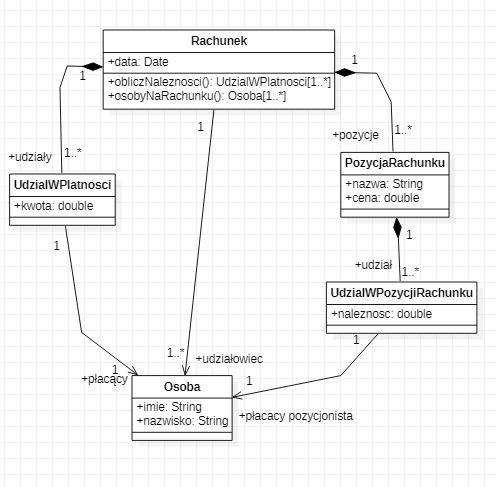 Rachunek
+data: Date
+obliczNaleznosci(): UdzialWPlatnosci[1..*]
+osobyNaRachunku(): Osoba[1..*]
1
1
1
+udziały
1..*
+pozycje
1..*
UdzialWPlatnosci
+kwota: double
1
PozycjaRachunku
+nazwa: String
+cena: double
1
+udział
1..*
UdzialWPozycjiRachunku
+naleznosc: double
1
1..*
+udziałowiec
1
+płacący
Osoba
+imie: String
+nazwisko: String
1
+płacacy pozycjonista